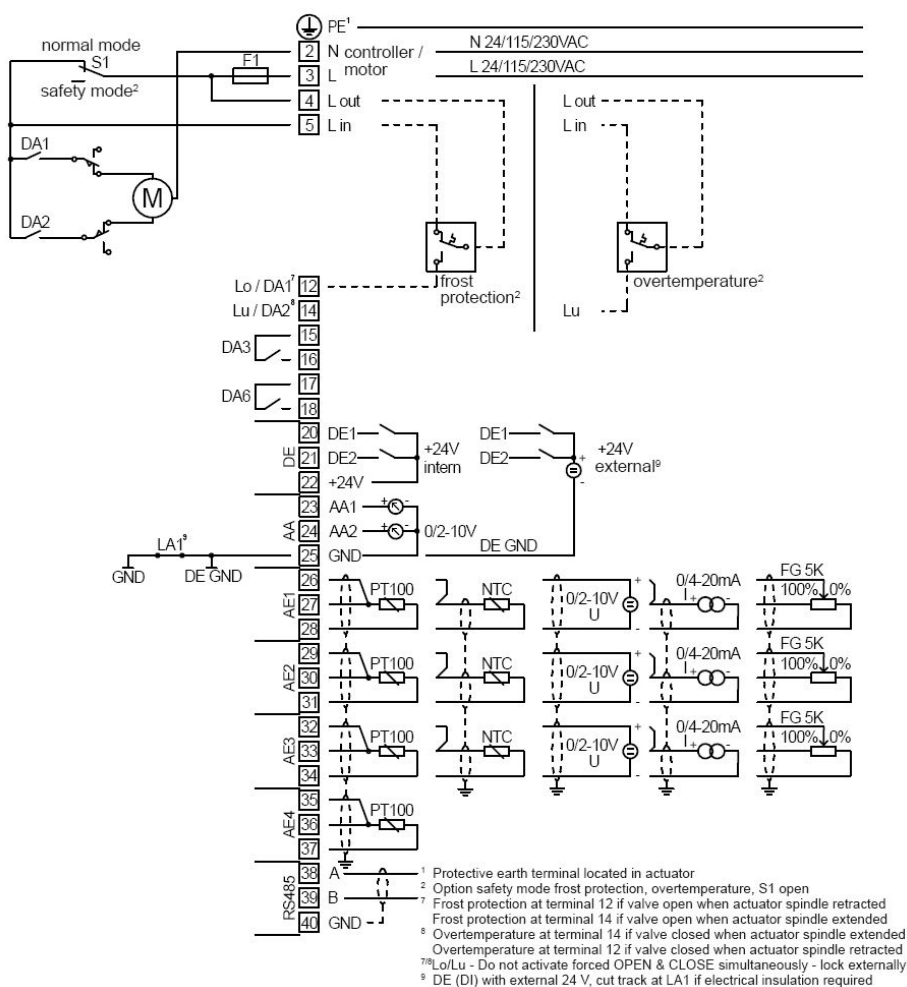 PE¹
normal mode
S1
safety mode²
F1
2 N controller / motor
3 L
4 L out
5 L in
N 24/115/230VAC
L 24/115/230VAC
L out
L in
DA1
M
DA2
frost protection²
overtemperature²
Lu
Lo / DA1⁷ 12
Lu / DA2⁸ 14
DA3
15
16
DA6
17
18
DE
20 DE1
21 DE2
22 +24V
+24V intern
DE1
DE2
+24V external⁹
+
-
AA
23 AA1 + -
24 AA2 + -
25 GND
0/2-10V
DE GND
LA1⁹
GND
DE GND
AE1
26
27
28
PT100
NTC
0/2-10V
U
+
-
0/4-20mA
I + -
FG 5K
100% 0%
AE2
29
30
31
PT100
NTC
0/2-10V
U
+
-
0/4-20mA
I + -
FG 5K
100% 0%
AE3
32
33
34
PT100
NTC
0/2-10V
U
+
-
0/4-20mA
I + -
FG 5K
100% 0%
AE4
35
36
37
PT100
RS485
38 A
39 B
40 GND
¹ Protective earth terminal located in actuator
² Option safety mode frost protection, overtemperature, S1 open
⁷ Frost protection at terminal 12 if valve open when actuator spindle retracted
Frost protection at terminal 14 if valve open when actuator spindle extended
⁸ Overtemperature at terminal 14 if valve closed when actuator spindle extended
Overtemperature at terminal 12 if valve closed when actuator spindle retracted
⁷/⁸Lo/Lu - Do not activate forced OPEN & CLOSE simultaneously - lock externally
⁹ DE (DI) with external 24 V, cut track at LA1 if electrical insulation required